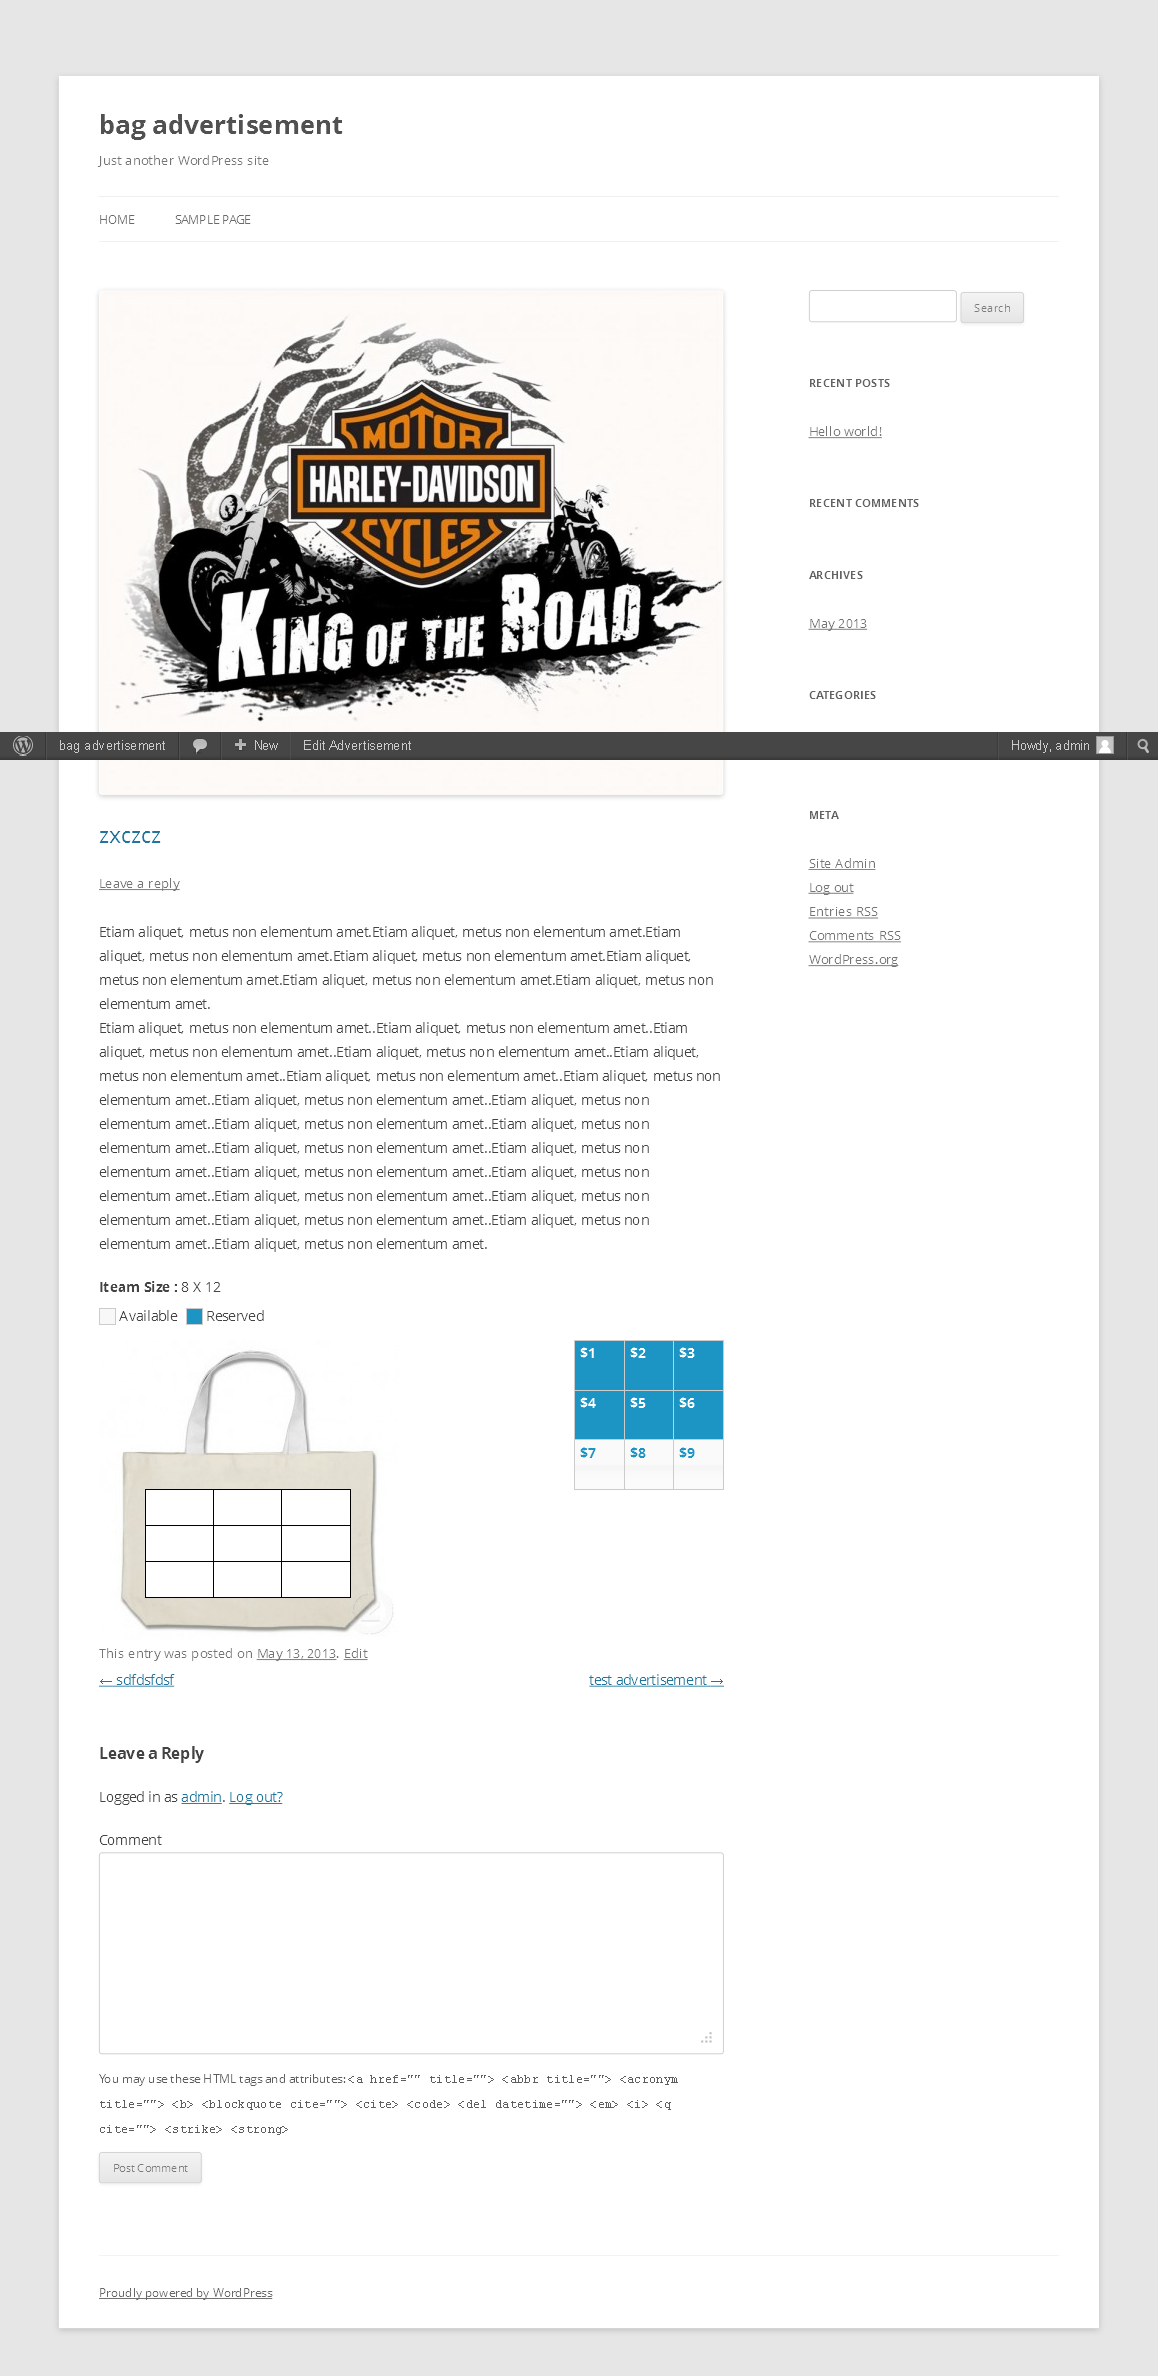 bag advertisement
Just another WordPress site
HOME SAMPLE PAGE
MOTOR
HARLEY-DAVIDSON
CYCLES
KING OF THE ROAD
Search
RECENT POSTS
Hello world!
RECENT COMMENTS
ARCHIVES
May 2013
CATEGORIES
bag advertisement New Edit Advertisement Howdy, admin
META
Site Admin
Log out
Entries RSS
Comments RSS
WordPress.org
zxczcz
Leave a reply
Etiam aliquet, metus non elementum amet.Etiam aliquet, metus non elementum amet.Etiam
aliquet, metus non elementum amet.Etiam aliquet, metus non elementum amet.Etiam aliquet,
metus non elementum amet.Etiam aliquet, metus non elementum amet.Etiam aliquet, metus non
elementum amet.
Etiam aliquet, metus non elementum amet..Etiam aliquet, metus non elementum amet..Etiam
aliquet, metus non elementum amet..Etiam aliquet, metus non elementum amet..Etiam aliquet,
metus non elementum amet..Etiam aliquet, metus non elementum amet..Etiam aliquet, metus non
elementum amet..Etiam aliquet, metus non elementum amet..Etiam aliquet, metus non
elementum amet..Etiam aliquet, metus non elementum amet..Etiam aliquet, metus non
elementum amet..Etiam aliquet, metus non elementum amet..Etiam aliquet, metus non
elementum amet..Etiam aliquet, metus non elementum amet..Etiam aliquet, metus non
elementum amet..Etiam aliquet, metus non elementum amet..Etiam aliquet, metus non
elementum amet..Etiam aliquet, metus non elementum amet..Etiam aliquet, metus non
elementum amet..Etiam aliquet, metus non elementum amet.
Iteam Size : 8 X 12
Available Reserved
$1 $2 $3
$4 $5 $6
$7 $8 $9
This entry was posted on May 13, 2013. Edit
← sdfdsfdsf test advertisement →
Leave a Reply
Logged in as admin. Log out?
Comment
You may use these HTML tags and attributes: <a href="" title=""> <abbr title=""> <acronym
title=""> <b> <blockquote cite=""> <cite> <code> <del datetime=""> <em> <i> <q
cite=""> <strike> <strong>
Post Comment
Proudly powered by WordPress